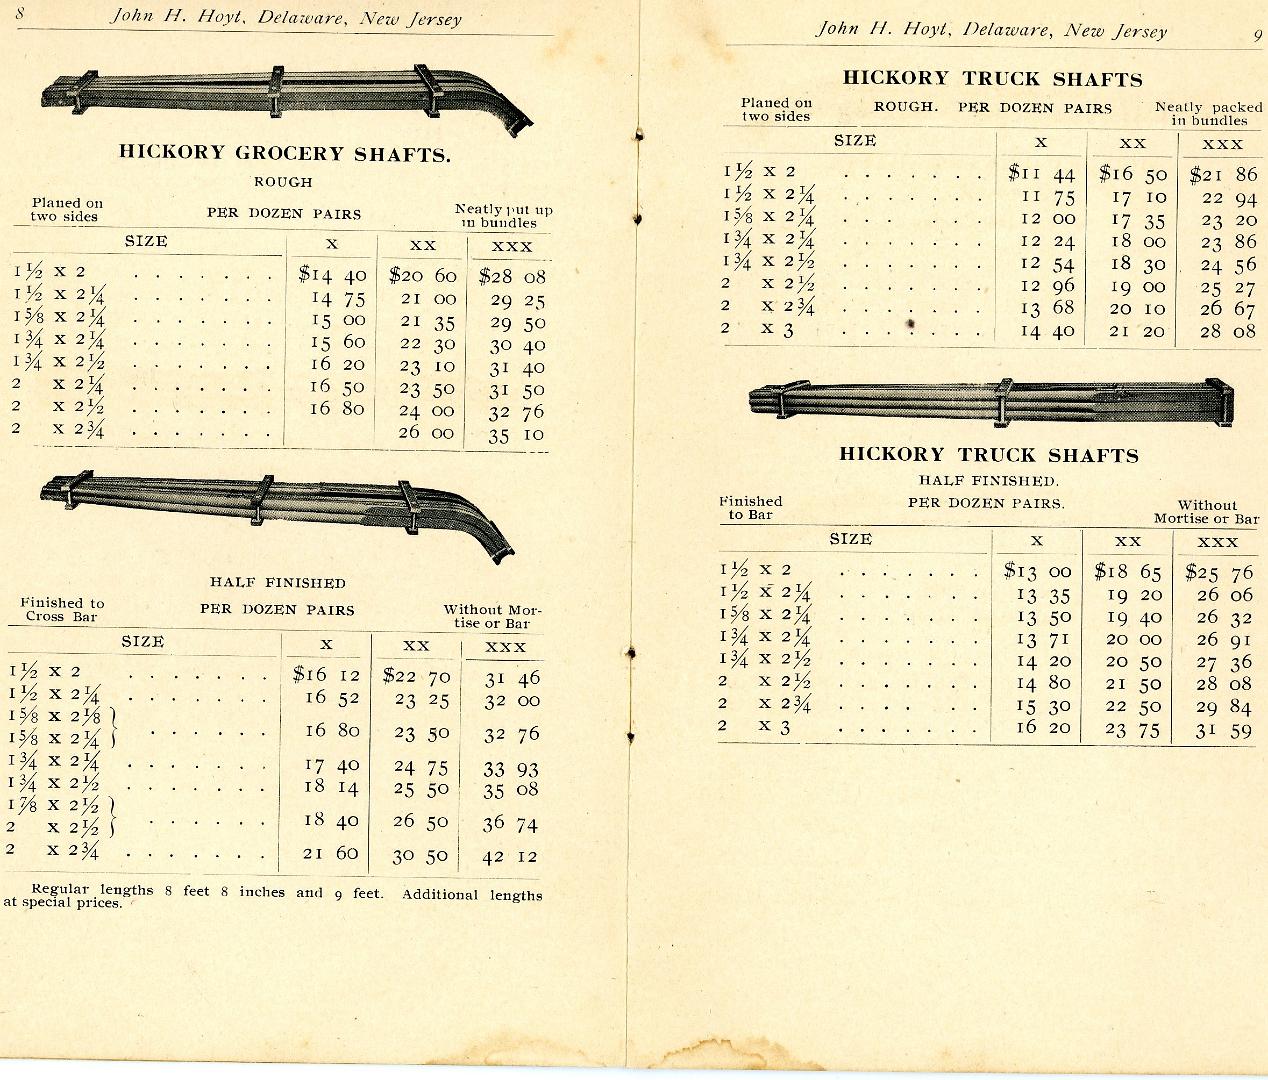 8
John H. Hoyt, Delaware, New Jersey
HICKORY GROCERY SHAFTS.
ROUGH
Planed on two sides
PER DOZEN PAIRS
Neatly put up in bundles
SIZE X XX XXX
1½ x 2 . . . . . . . $14 40 $20 60 $28 08
1½ x 2¼ . . . . . . . 14 75 21 00 29 25
1⅝ x 2¼ . . . . . . . 15 00 21 35 29 50
1¾ x 2¼ . . . . . . . 15 60 22 30 30 40
1¾ x 2½ . . . . . . . 16 20 23 10 31 40
2 x 2¼ . . . . . . . 16 50 23 50 31 50
2 x 2½ . . . . . . . 16 80 24 00 32 76
2 x 2¾ . . . . . . . 26 00 35 10
HALF FINISHED
Finished to Cross Bar
PER DOZEN PAIRS
Without Mortise or Bar
SIZE X XX XXX
1½ x 2 . . . . . . . $16 12 $22 70 31 46
1½ x 2¼ . . . . . . . 16 52 23 25 32 00
1⅝ x 2⅛ }
1⅝ x 2¼ } . . . . . . 16 80 23 50 32 76
1¾ x 2¼ . . . . . . . 17 40 24 75 33 93
1¾ x 2½ . . . . . . . 18 14 25 50 35 08
1⅞ x 2½ }
2 x 2½ } . . . . . . 18 40 26 50 36 74
2 x 2¾ . . . . . . . 21 60 30 50 42 12
Regular lengths 8 feet 8 inches and 9 feet. Additional lengths
at special prices.
John H. Hoyt, Delaware, New Jersey
9
HICKORY TRUCK SHAFTS
Planed on two sides
ROUGH. PER DOZEN PAIRS
Neatly packed in bundles
SIZE X XX XXX
1½ x 2 . . . . . . . $11 44 $16 50 $21 86
1½ x 2¼ . . . . . . . 11 75 17 10 22 94
1⅝ x 2¼ . . . . . . . 12 00 17 35 23 20
1¾ x 2¼ . . . . . . . 12 24 18 00 23 86
1¾ x 2½ . . . . . . . 12 54 18 30 24 56
2 x 2½ . . . . . . . 12 96 19 00 25 27
2 x 2¾ . . . . . . . 13 68 20 10 26 67
2 x 3 . . . . . . . 14 40 21 20 28 08
HICKORY TRUCK SHAFTS
HALF FINISHED.
Finished to Bar
PER DOZEN PAIRS.
Without Mortise or Bar
SIZE X XX XXX
1½ x 2 . . . . . . . $13 00 $18 65 $25 76
1½ x 2¼ . . . . . . . 13 35 19 20 26 06
1⅝ x 2¼ . . . . . . . 13 50 19 40 26 32
1¾ x 2¼ . . . . . . . 13 71 20 00 26 91
1¾ x 2½ . . . . . . . 14 20 20 50 27 36
2 x 2½ . . . . . . . 14 80 21 50 28 08
2 x 2¾ . . . . . . . 15 30 22 50 29 84
2 x 3 . . . . . . . 16 20 23 75 31 59